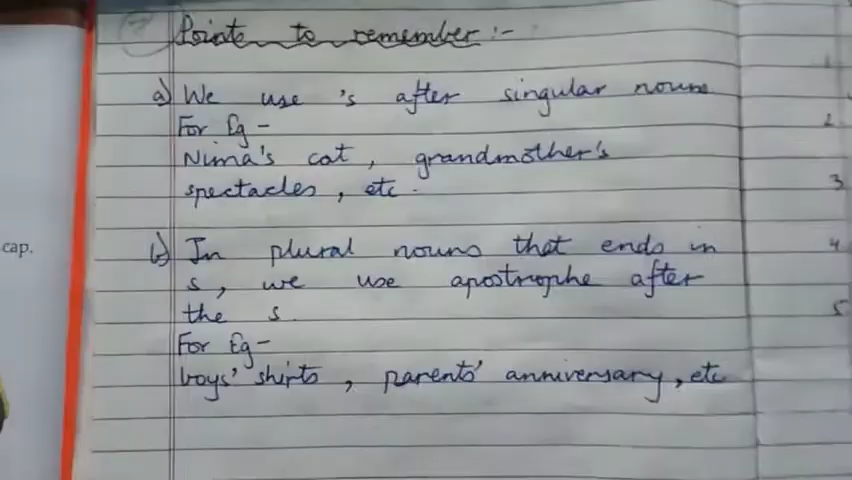 Points to remember :-
a) We use 's after singular nouns
For Eg -
Nima's cat, grandmother's
spectacles, etc.
cap.
b) In plural nouns that ends in
s, we use apostrophe after
the s.
For Eg -
boys' shirts, parents' anniversary, etc
1
2
3
4
5